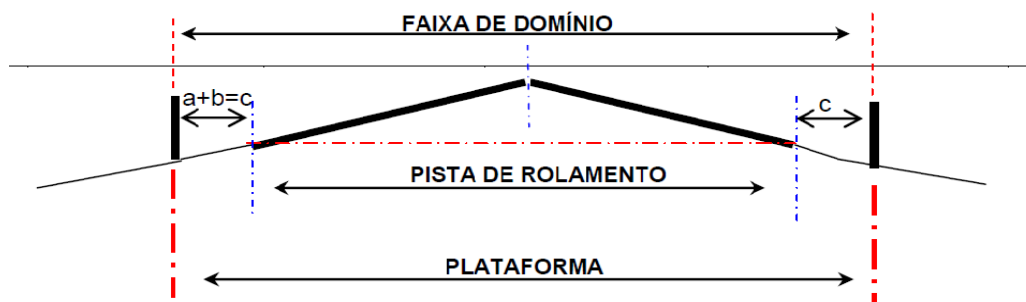 FAIXA DE DOMÍNIO
a+b=c
c
PISTA DE ROLAMENTO
PLATAFORMA